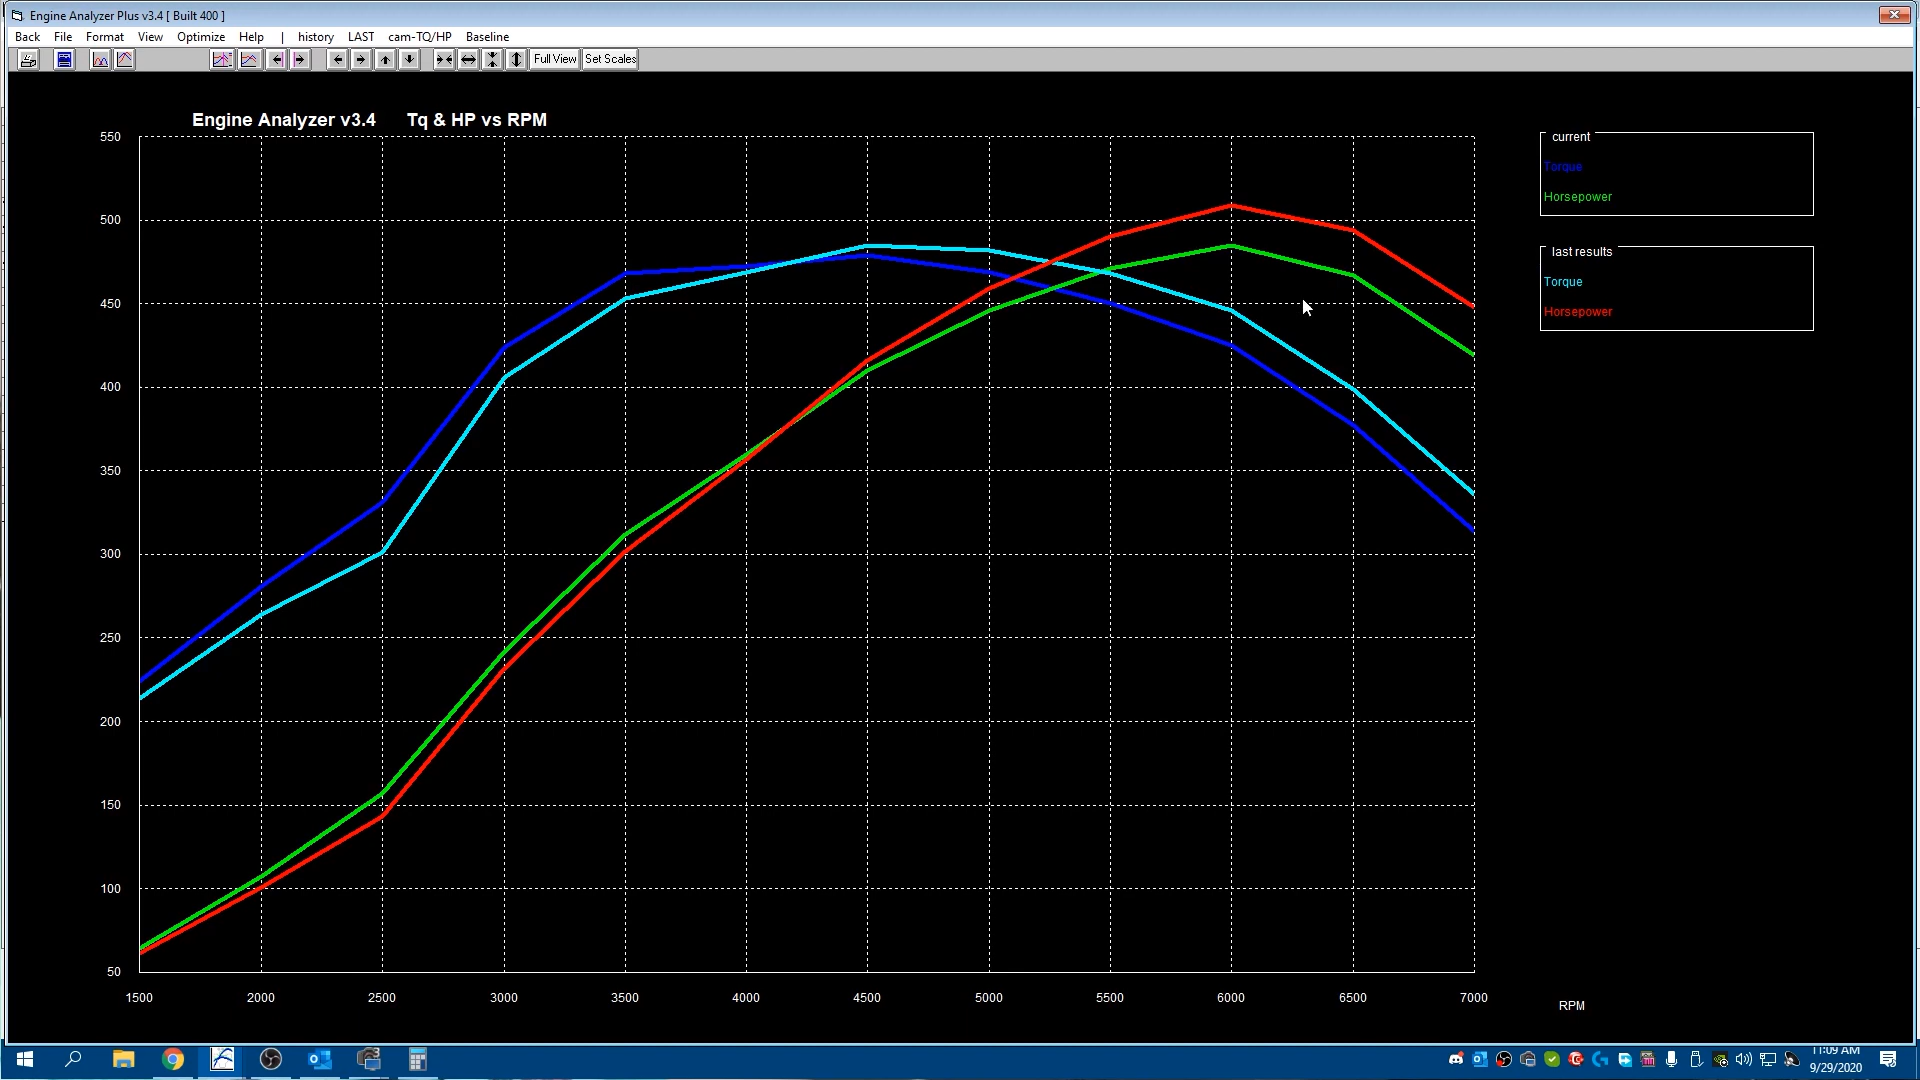 Engine Analyzer Plus v3.4 [ Built 400 ]
Back File Format View Optimize Help | history LAST cam-TQ/HP Baseline
Full View Set Scales
Engine Analyzer v3.4 Tq & HP vs RPM
550
500
450
400
350
300
250
200
150
100
50
1500 2000 2500 3000 3500 4000 4500 5000 5500 6000 6500 7000
RPM
current
Torque
Horsepower
last results
Torque
Horsepower
11:09 AM
9/29/2020